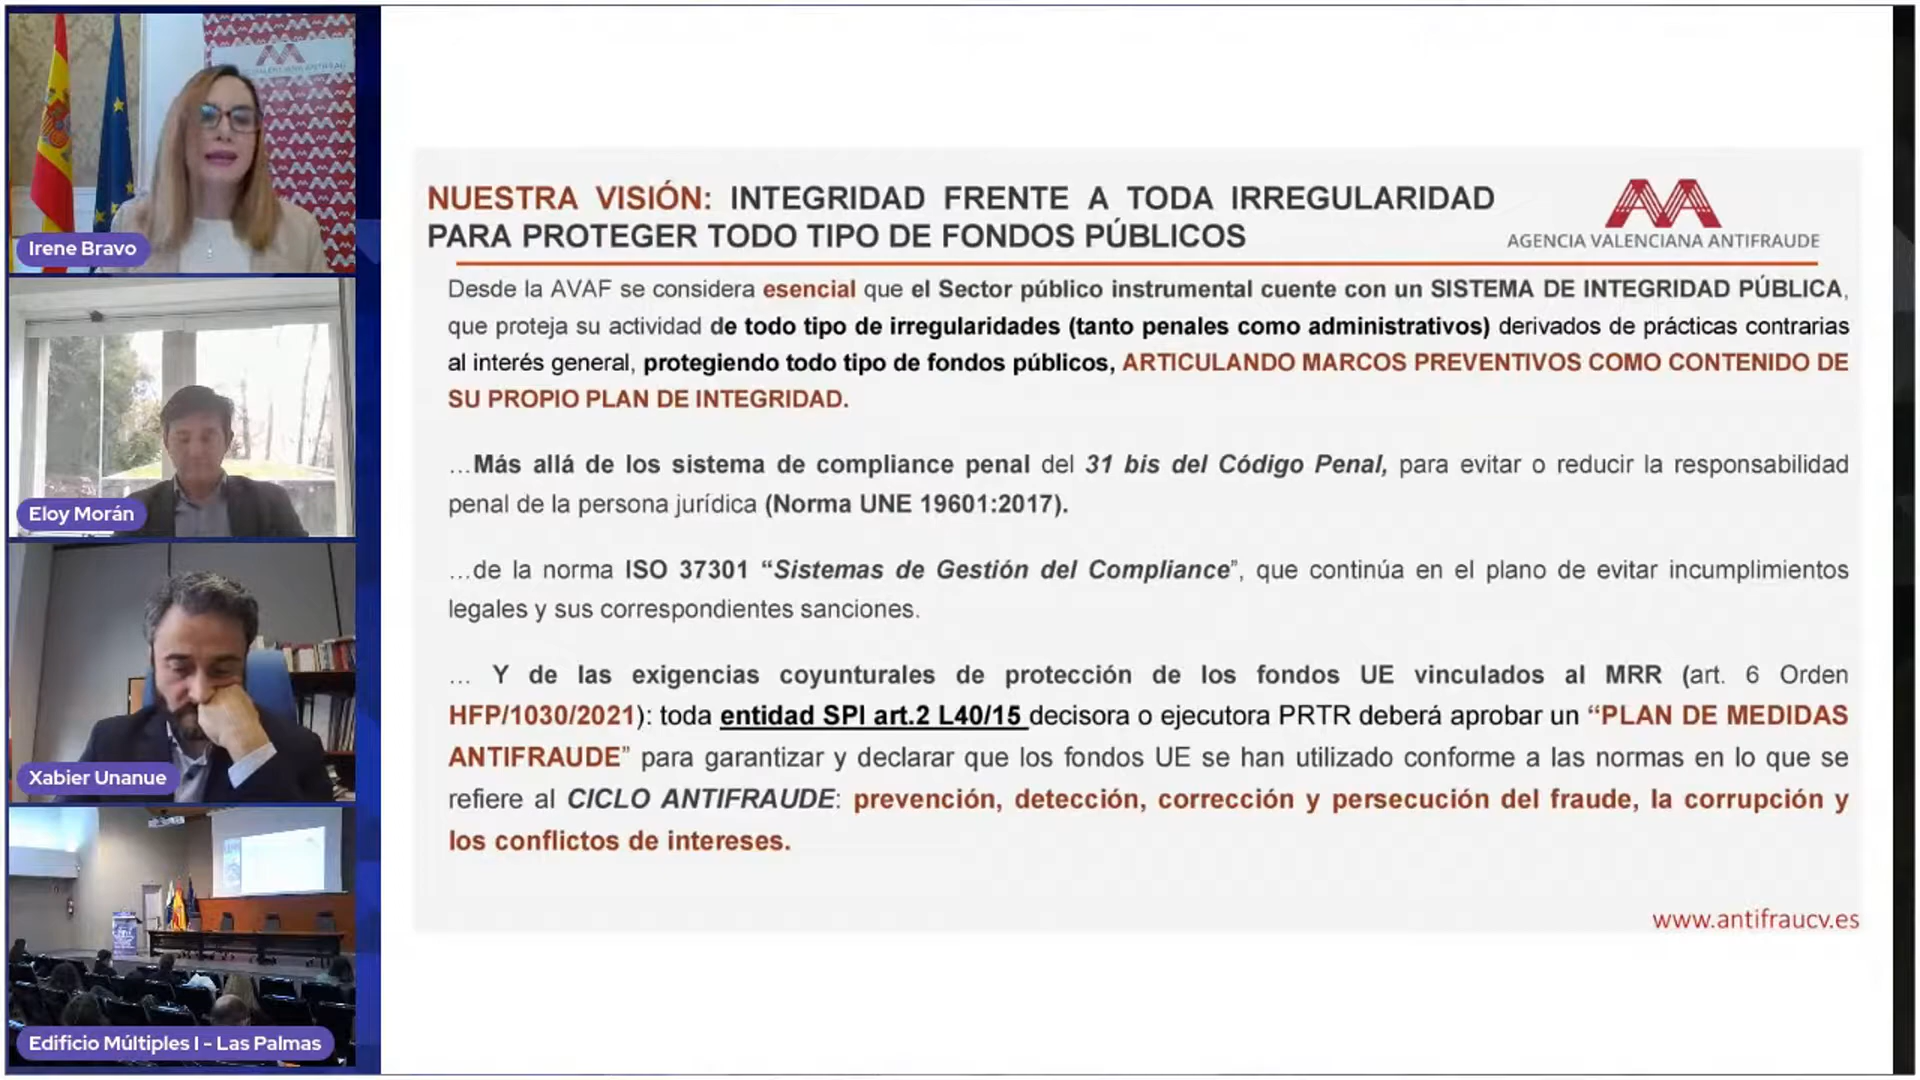 Irene Bravo
Eloy Morán
Xabier Unanue
Edificio Múltiples I - Las Palmas
NUESTRA VISIÓN: INTEGRIDAD FRENTE A TODA IRREGULARIDAD
PARA PROTEGER TODO TIPO DE FONDOS PÚBLICOS
AGENCIA VALENCIANA ANTIFRAUDE
Desde la AVAF se considera esencial que el Sector público instrumental cuente con un SISTEMA DE INTEGRIDAD PÚBLICA,
que proteja su actividad de todo tipo de irregularidades (tanto penales como administrativos) derivados de prácticas contrarias
al interés general, protegiendo todo tipo de fondos públicos, ARTICULANDO MARCOS PREVENTIVOS COMO CONTENIDO DE
SU PROPIO PLAN DE INTEGRIDAD.
…Más allá de los sistema de compliance penal del 31 bis del Código Penal, para evitar o reducir la responsabilidad
penal de la persona jurídica (Norma UNE 19601:2017).
…de la norma ISO 37301 “Sistemas de Gestión del Compliance”, que continúa en el plano de evitar incumplimientos
legales y sus correspondientes sanciones.
… Y de las exigencias coyunturales de protección de los fondos UE vinculados al MRR (art. 6 Orden
HFP/1030/2021): toda entidad SPI art.2 L40/15 decisora o ejecutora PRTR deberá aprobar un “PLAN DE MEDIDAS
ANTIFRAUDE” para garantizar y declarar que los fondos UE se han utilizado conforme a las normas en lo que se
refiere al CICLO ANTIFRAUDE: prevención, detección, corrección y persecución del fraude, la corrupción y
los conflictos de intereses.
www.antifraucv.es